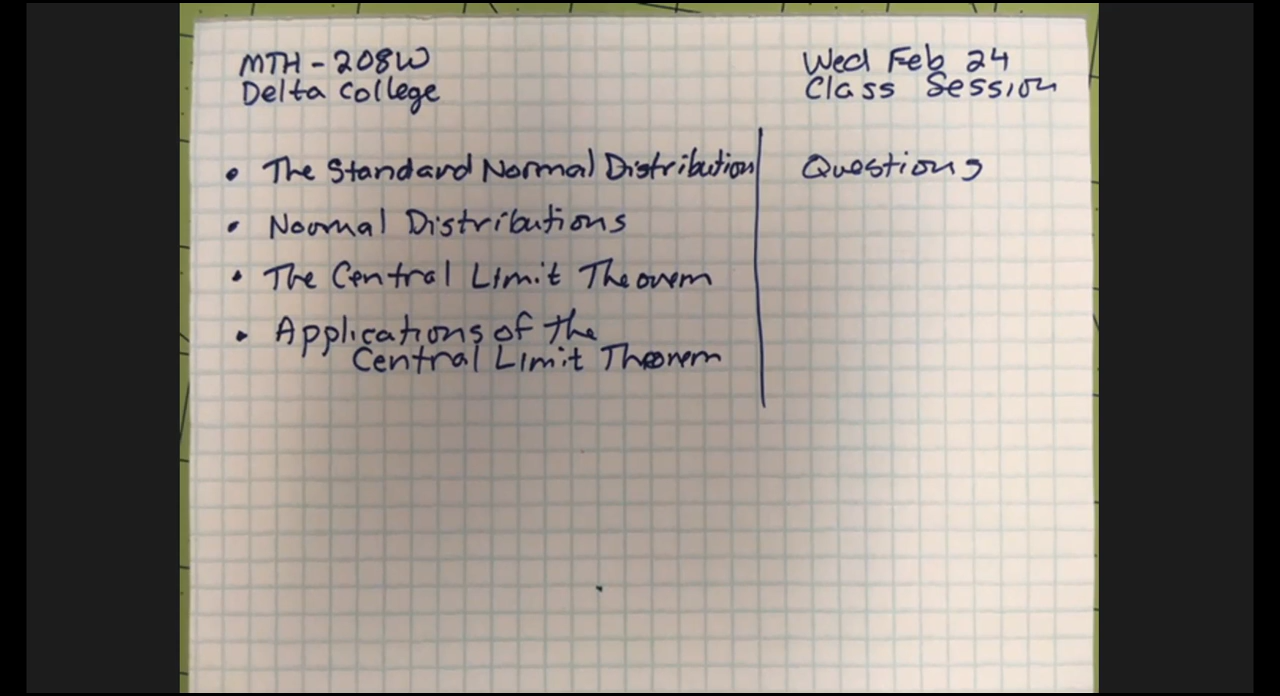 MTH - 208W
Delta College
Wed Feb 24
Class Session
• The Standard Normal Distribution
• Normal Distributions
• The Central Limit Theorem
• Applications of the
Central Limit Theorem
Questions